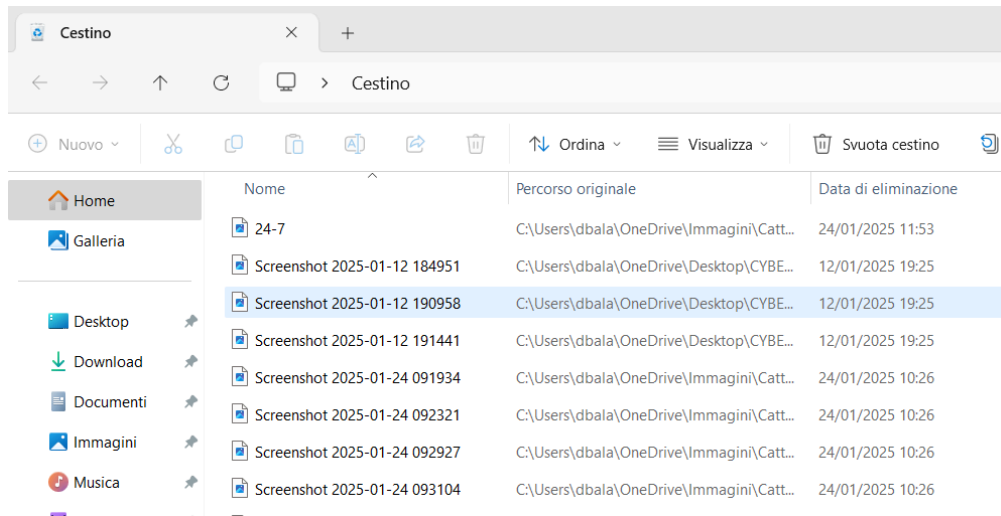 Cestino
Cestino
Nuovo Ordina Visualizza Svuota cestino
Nome Percorso originale Data di eliminazione
Home
Galleria
Desktop
Download
Documenti
Immagini
Musica
24-7 C:\Users\dbala\OneDrive\Immagini\Catt... 24/01/2025 11:53
Screenshot 2025-01-12 184951 C:\Users\dbala\OneDrive\Desktop\CYBE... 12/01/2025 19:25
Screenshot 2025-01-12 190958 C:\Users\dbala\OneDrive\Desktop\CYBE... 12/01/2025 19:25
Screenshot 2025-01-12 191441 C:\Users\dbala\OneDrive\Desktop\CYBE... 12/01/2025 19:25
Screenshot 2025-01-24 091934 C:\Users\dbala\OneDrive\Immagini\Catt... 24/01/2025 10:26
Screenshot 2025-01-24 092321 C:\Users\dbala\OneDrive\Immagini\Catt... 24/01/2025 10:26
Screenshot 2025-01-24 092927 C:\Users\dbala\OneDrive\Immagini\Catt... 24/01/2025 10:26
Screenshot 2025-01-24 093104 C:\Users\dbala\OneDrive\Immagini\Catt... 24/01/2025 10:26